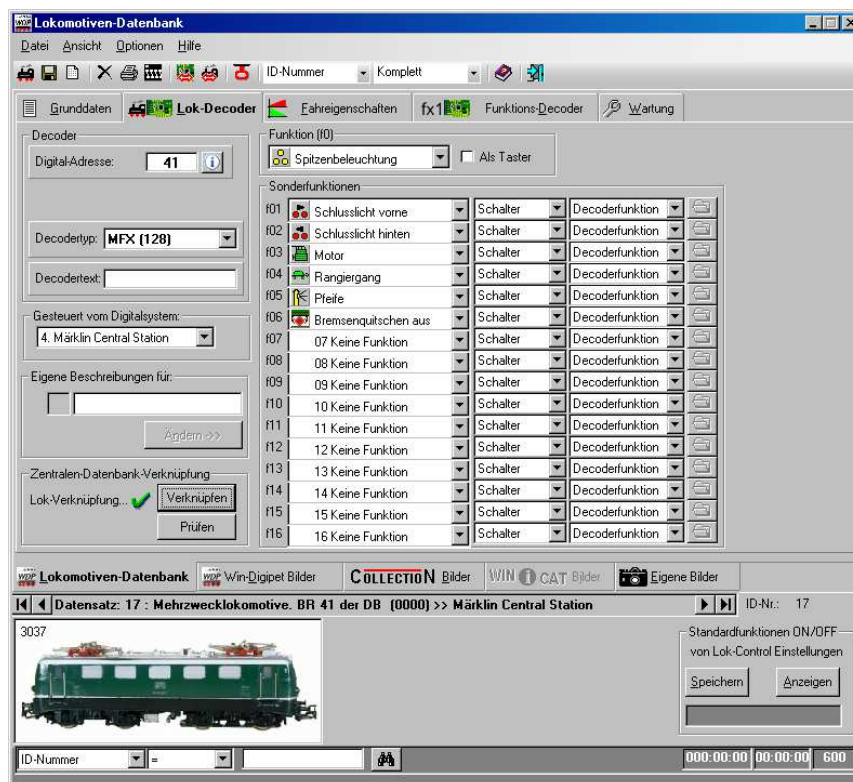 WDP Lokomotiven-Datenbank
Datei Ansicht Optionen Hilfe
ID-Nummer Komplett
Grunddaten Lok-Decoder Fahreigenschaften fx1 Funktions-Decoder Wartung
Decoder
Digital-Adresse: 41
Decodertyp: MFX (128)
Decodertext:
Gesteuert vom Digitalsystem:
4. Märklin Central Station
Eigene Beschreibungen für:
Ändern >>
Zentralen-Datenbank-Verknüpfung
Lok-Verknüpfung... Verknüpfen
Prüfen
Funktion (f0)
Spitzenbeleuchtung Als Taster
Sonderfunktionen
f01 Schlusslicht vorne Schalter Decoderfunktion
f02 Schlusslicht hinten Schalter Decoderfunktion
f03 Motor Schalter Decoderfunktion
f04 Rangiergang Schalter Decoderfunktion
f05 Pfeife Schalter Decoderfunktion
f06 Bremsenquitschen aus Schalter Decoderfunktion
f07 07 Keine Funktion Schalter Decoderfunktion
f08 08 Keine Funktion Schalter Decoderfunktion
f09 09 Keine Funktion Schalter Decoderfunktion
f10 10 Keine Funktion Schalter Decoderfunktion
f11 11 Keine Funktion Schalter Decoderfunktion
f12 12 Keine Funktion Schalter Decoderfunktion
f13 13 Keine Funktion Schalter Decoderfunktion
f14 14 Keine Funktion Schalter Decoderfunktion
f15 15 Keine Funktion Schalter Decoderfunktion
f16 16 Keine Funktion Schalter Decoderfunktion
WDP Lokomotiven-Datenbank WDP Win-Digipet Bilder COLLECTION Bilder WIN CAT Bilder Eigene Bilder
Datensatz: 17 : Mehrzwecklokomotive. BR 41 der DB (0000) >> Märklin Central Station ID-Nr.: 17
3037
Standardfunktionen ON/OFF
von Lok-Control Einstellungen
Speichern Anzeigen
ID-Nummer = 000:00:00 00:00:00 600